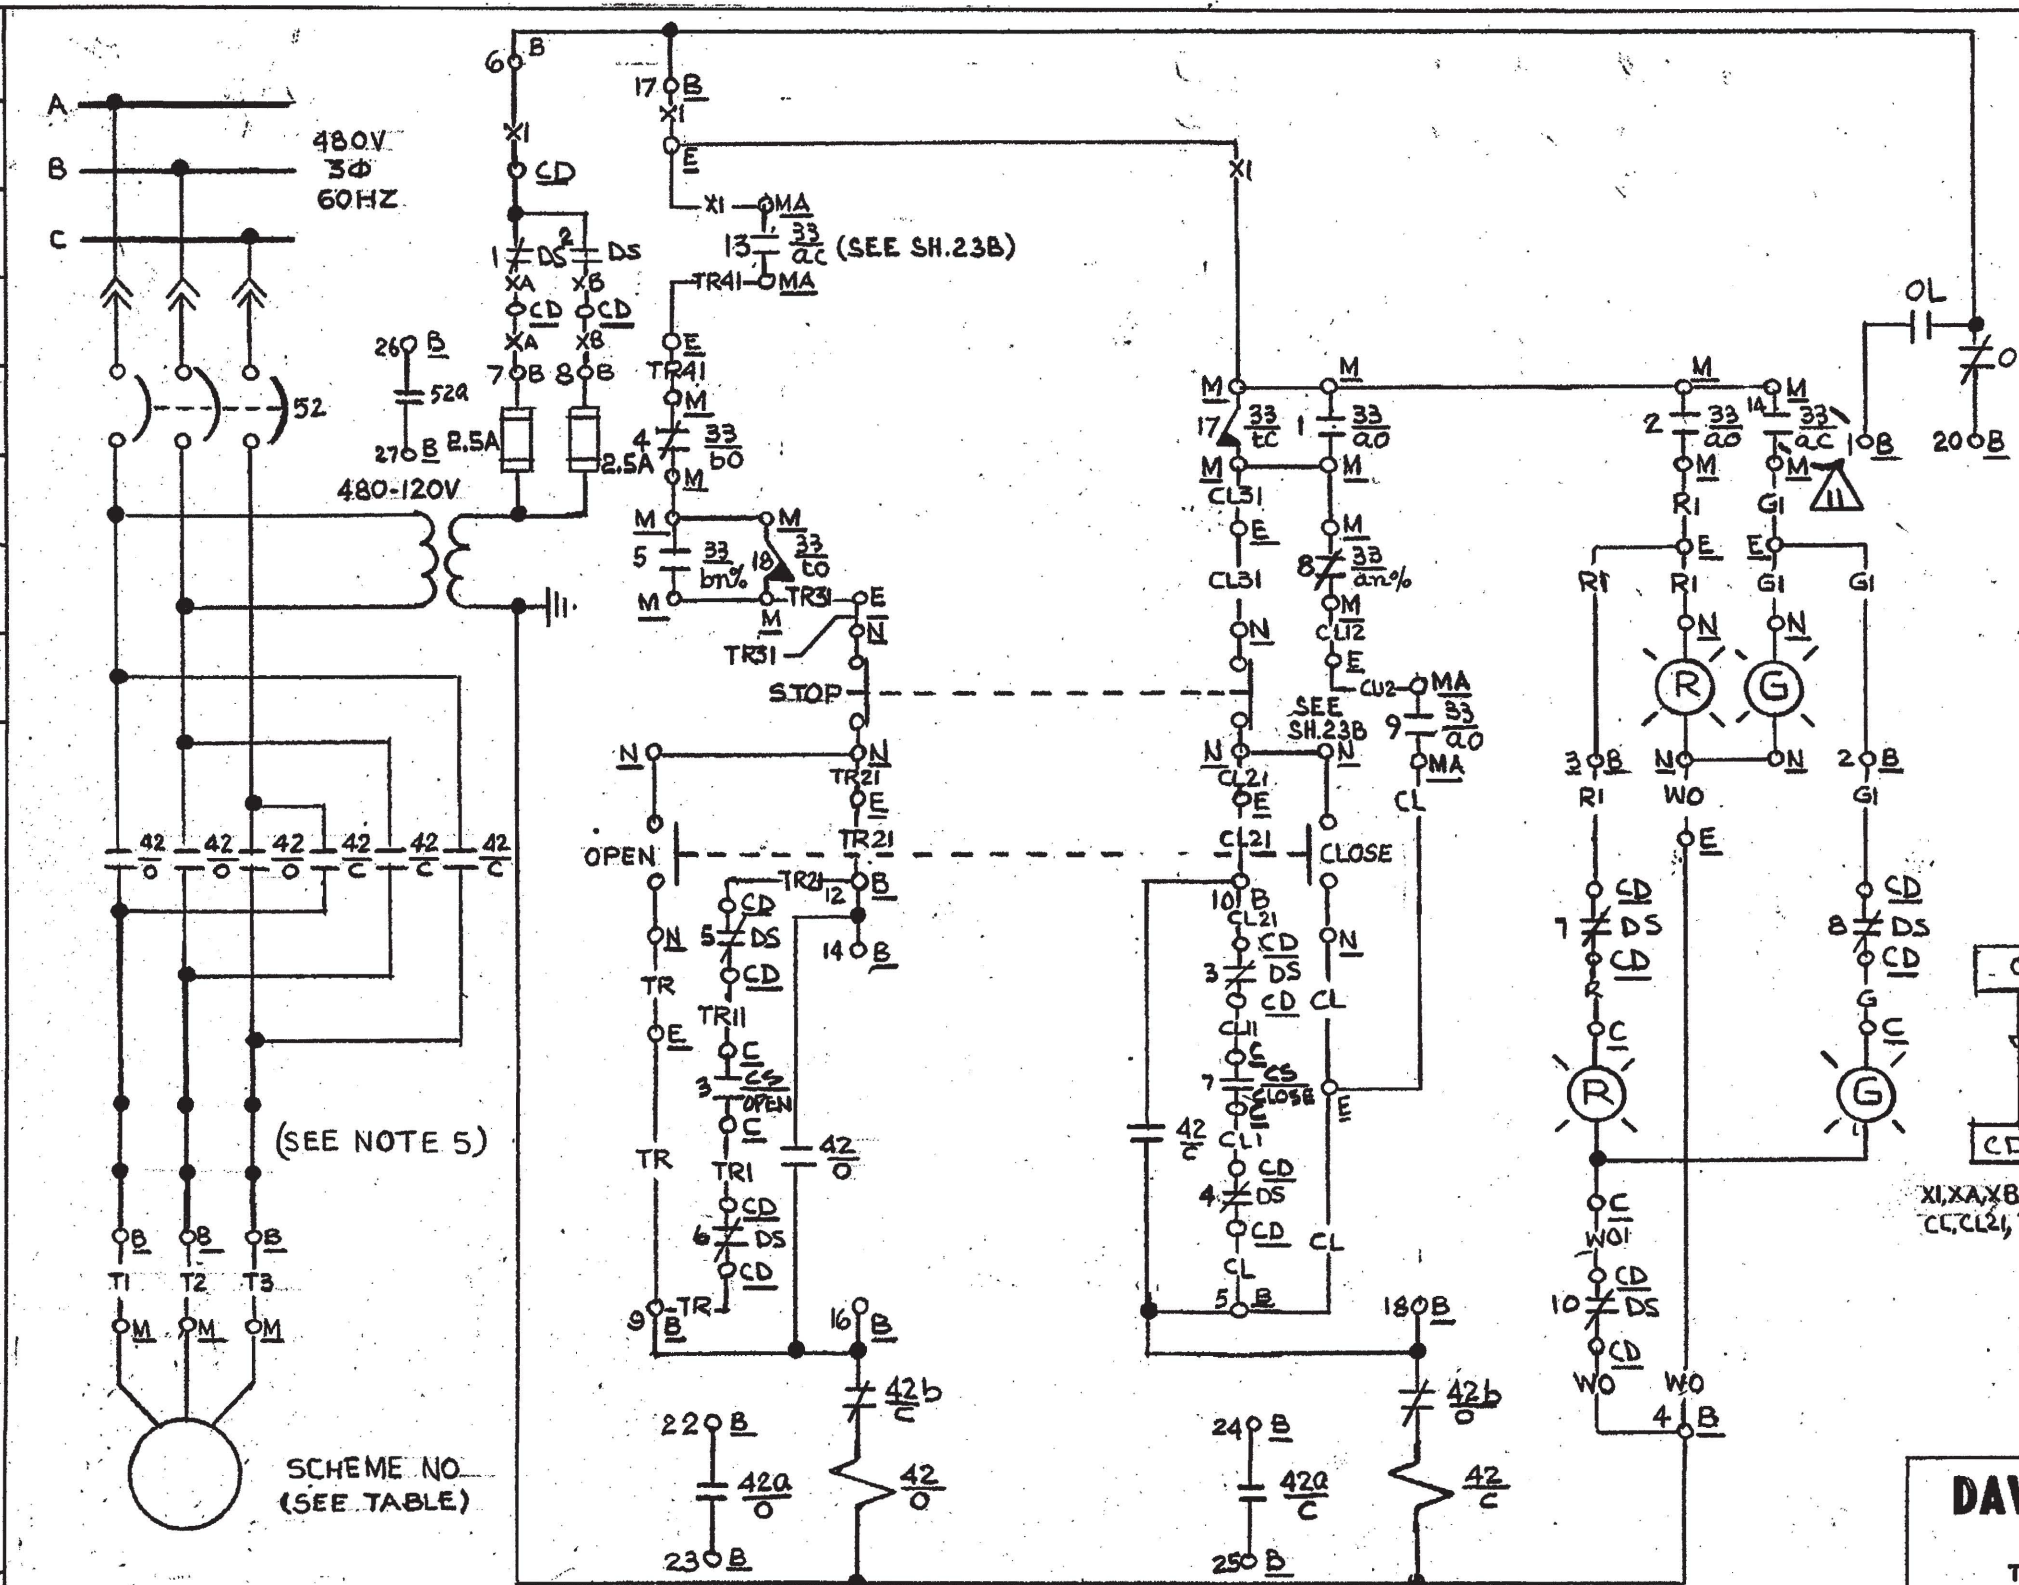 A
B
C
480V
3Φ
60HZ
6 B
X1
CD
1 DS
2 DS
XA
XB
CD
CD
XA
XB
7 B
8 B
2.5A
2.5A
26 B
52a
27 B
52
480-120V
17 B
X1
E
X1
MA
13 33/ac (SEE SH.23B)
TR41
MA
E
TR41
M
4 33/bo
M
M
M
5 33/bn%
18 33/to
M
M
TR31
E
N
TR31
STOP
N
N
TR21
E
TR21
OPEN
TR21
12 B
14 B
CD
5 DS
CD
TR11
C
3 CS/OPEN
C
TR1
CD
6 DS
CD
TR
N
TR
E
TR
9 B
42/O
16 B
42b/C
42/O
22 B
42a/O
23 B
X1
M
M
17 33/tc
1 33/ao
M
M
CL31
E
CL31
N
M
8 33/an%
M
CL12
E
CL12
MA
SEE
SH.23B
9 33/ao
MA
CL
N
N
CL21
E
CL21
CLOSE
10 B
CL21
CD
3 DS
CD
CL11
C
7 CS/CLOSE
C
CL1
CD
4 DS
CD
CL
5 B
N
CL
E
CL
42/C
18 B
42b/O
42/C
24 B
42a/C
25 B
M
M
2 33/ao
14 33/ac
M
M
11
R1
G1
E
E
R1
R1
G1
G1
N
N
R
G
N
N
3 B
2 B
R1
WO
G1
E
CD
7 DS
CD
R
C
R
CD
8 DS
CD
G
C
G
C
WO1
CD
10 DS
CD
WO
WO
4 B
OL
1 B
20 B
42/O
42/O
42/O
42/C
42/C
42/C
(SEE NOTE 5)
B
B
B
T1
T2
T3
M
M
M
SCHEME NO
(SEE TABLE)
X1,XA,XB
CL,CL21,